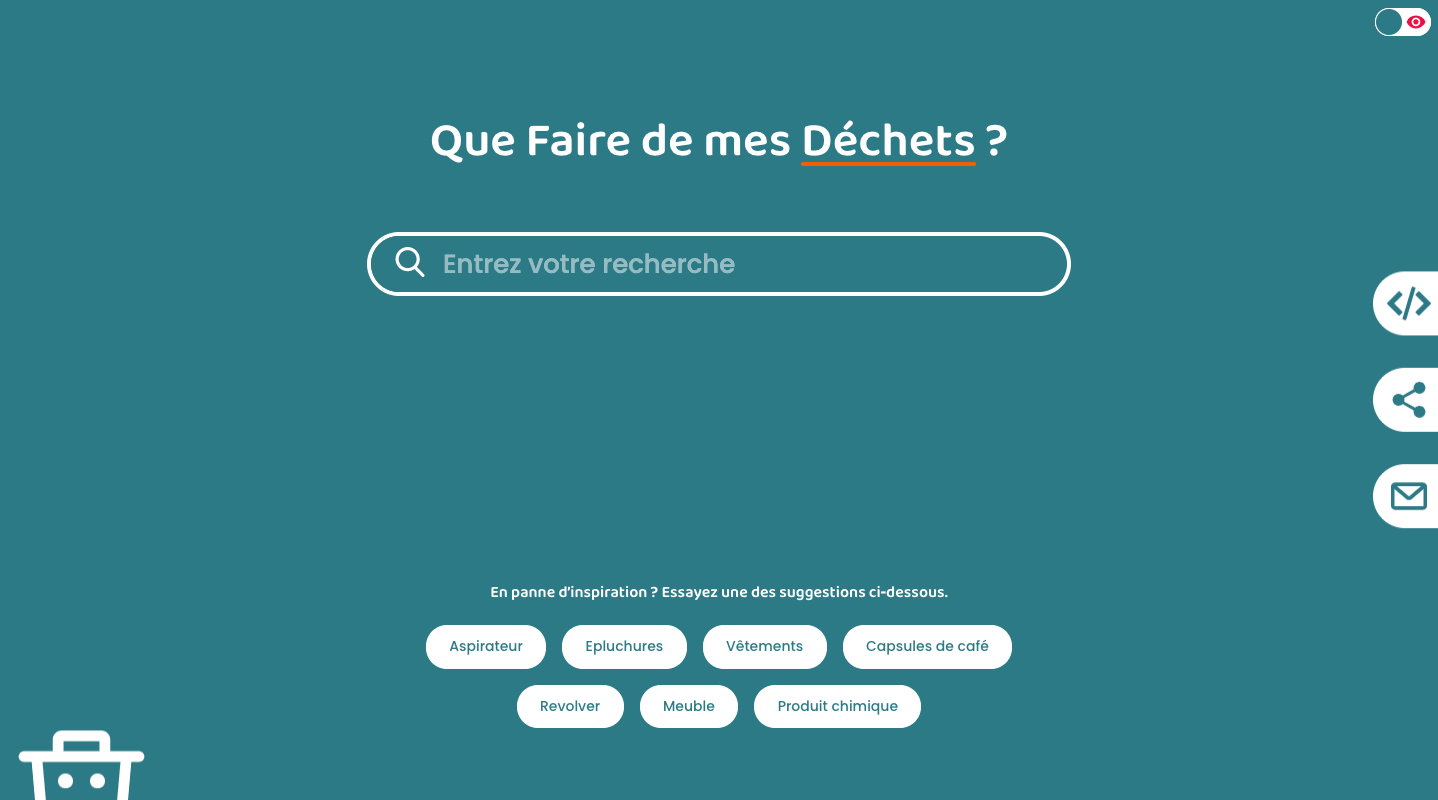 Que Faire de mes Déchets ?
Entrez votre recherche
En panne d'inspiration ? Essayez une des suggestions ci-dessous.
Aspirateur
Epluchures
Vêtements
Capsules de café
Revolver
Meuble
Produit chimique